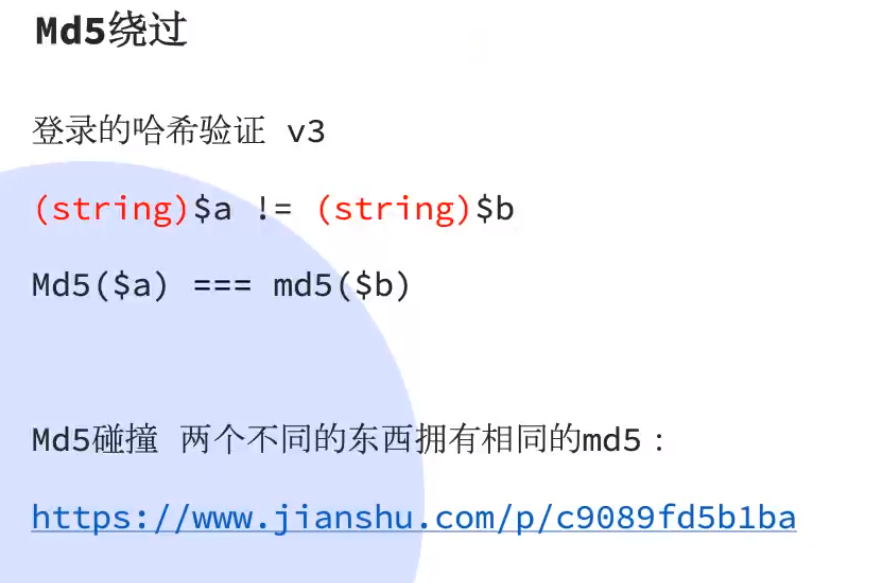 Md5绕过
登录的哈希验证 v3
(string)$a != (string)$b
Md5($a) === md5($b)
Md5碰撞 两个不同的东西拥有相同的md5：
https://www.jianshu.com/p/c9089fd5b1ba